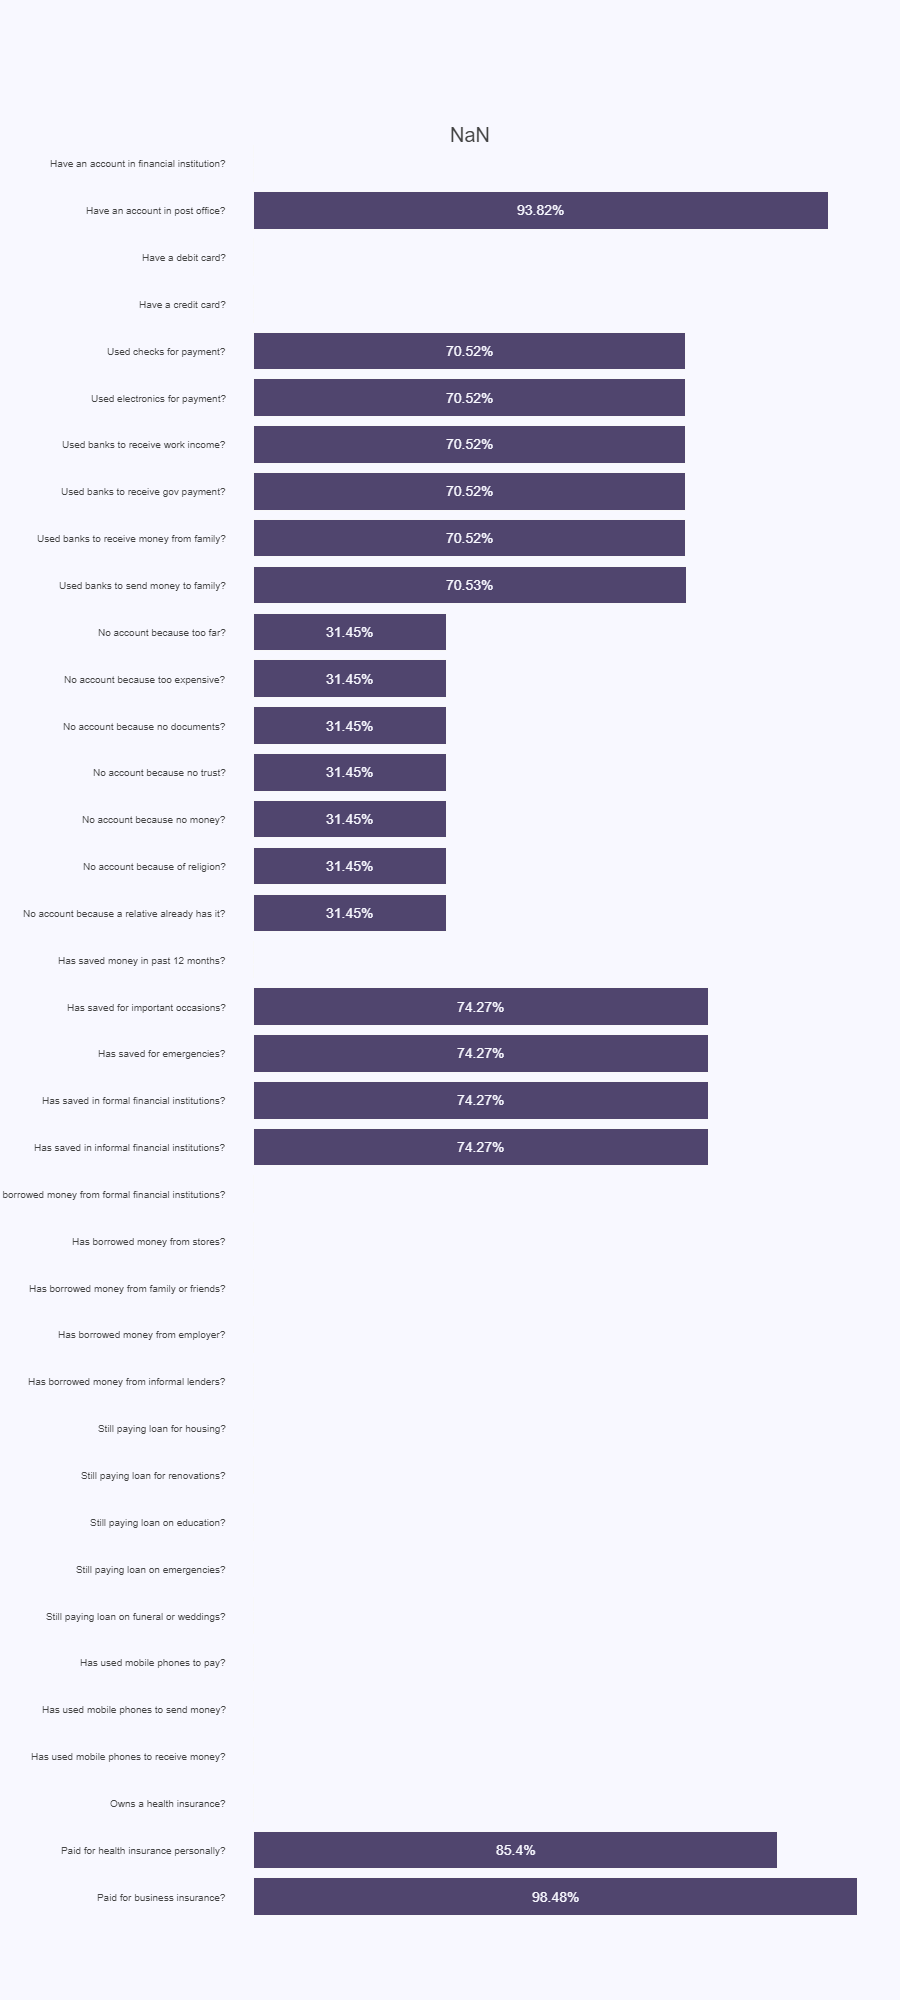 NaN
Have an account in financial institution?
Have an account in post office? 93.82%
Have a debit card?
Have a credit card?
Used checks for payment? 70.52%
Used electronics for payment? 70.52%
Used banks to receive work income? 70.52%
Used banks to receive gov payment? 70.52%
Used banks to receive money from family? 70.52%
Used banks to send money to family? 70.53%
No account because too far? 31.45%
No account because too expensive? 31.45%
No account because no documents? 31.45%
No account because no trust? 31.45%
No account because no money? 31.45%
No account because of religion? 31.45%
No account because a relative already has it? 31.45%
Has saved money in past 12 months?
Has saved for important occasions? 74.27%
Has saved for emergencies? 74.27%
Has saved in formal financial institutions? 74.27%
Has saved in informal financial institutions? 74.27%
borrowed money from formal financial institutions?
Has borrowed money from stores?
Has borrowed money from family or friends?
Has borrowed money from employer?
Has borrowed money from informal lenders?
Still paying loan for housing?
Still paying loan for renovations?
Still paying loan on education?
Still paying loan on emergencies?
Still paying loan on funeral or weddings?
Has used mobile phones to pay?
Has used mobile phones to send money?
Has used mobile phones to receive money?
Owns a health insurance?
Paid for health insurance personally? 85.4%
Paid for business insurance? 98.48%